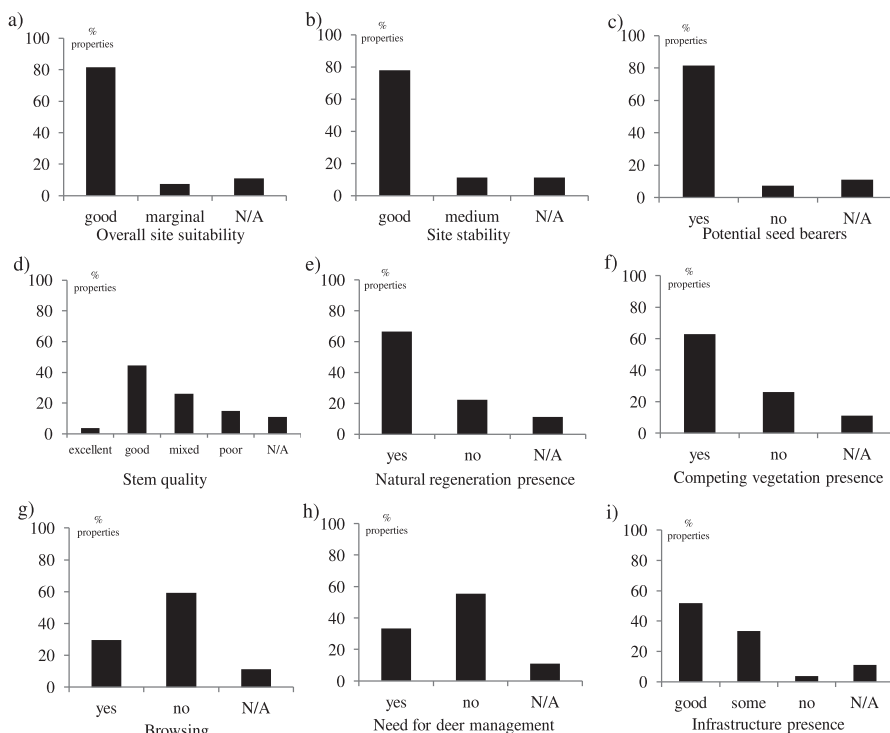 a)
%
properties
100
80
60
40
20
0
good marginal N/A
Overall site suitability
b)
%
properties
100
80
60
40
20
0
good medium N/A
Site stability
c)
%
properties
100
80
60
40
20
0
yes no N/A
Potential seed bearers
d)
%
properties
100
80
60
40
20
0
excellent good mixed poor N/A
Stem quality
e)
%
properties
100
80
60
40
20
0
yes no N/A
Natural regeneration presence
f)
%
properties
100
80
60
40
20
0
yes no N/A
Competing vegetation presence
g)
%
properties
100
80
60
40
20
0
yes no N/A
Browsing
h)
%
properties
100
80
60
40
20
0
yes no N/A
Need for deer management
i)
%
properties
100
80
60
40
20
0
good some no N/A
Infrastructure presence